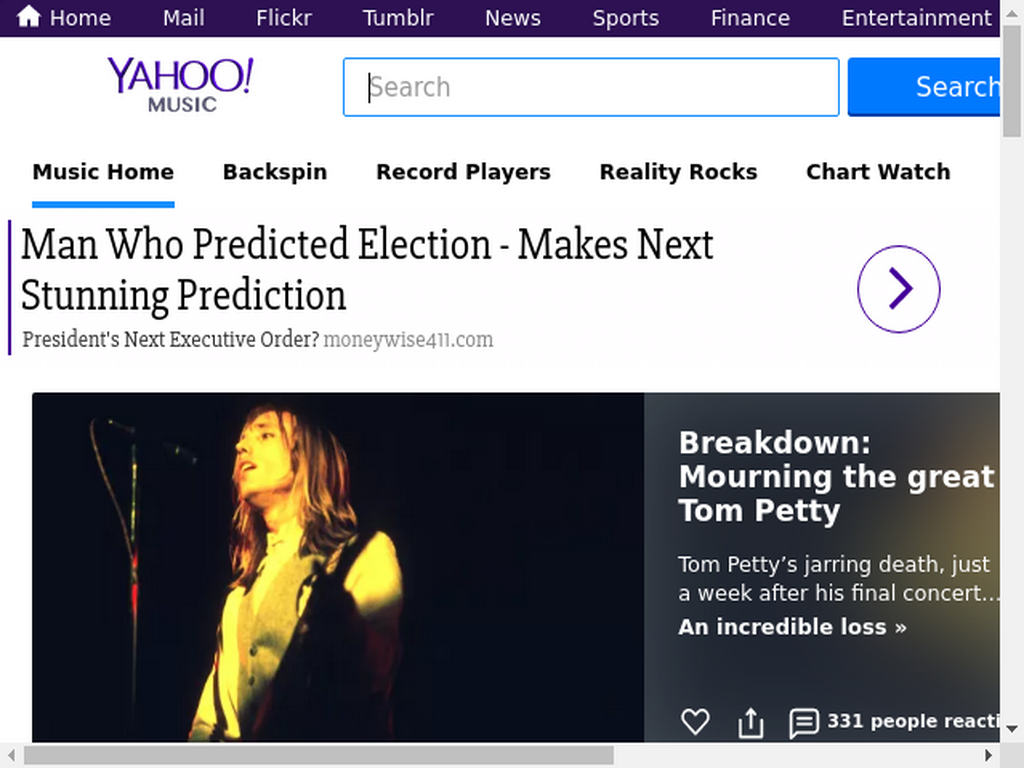 Home Mail Flickr Tumblr News Sports Finance Entertainment
YAHOO!
MUSIC
Search
Search
Music Home Backspin Record Players Reality Rocks Chart Watch
Man Who Predicted Election - Makes Next
Stunning Prediction
President's Next Executive Order? moneywise411.com
Breakdown:
Mourning the great
Tom Petty
Tom Petty’s jarring death, just
a week after his final concert...
An incredible loss »
331 people reacti